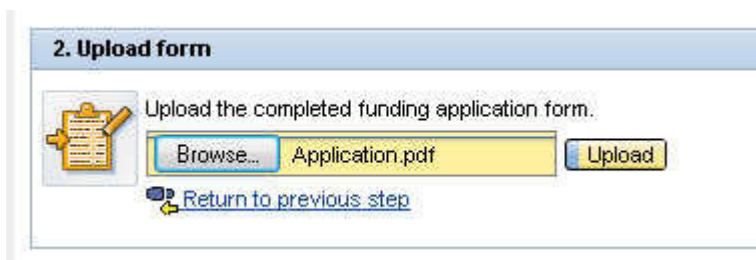 2. Upload form
Upload the completed funding application form.
Browse... Application.pdf Upload
Return to previous step